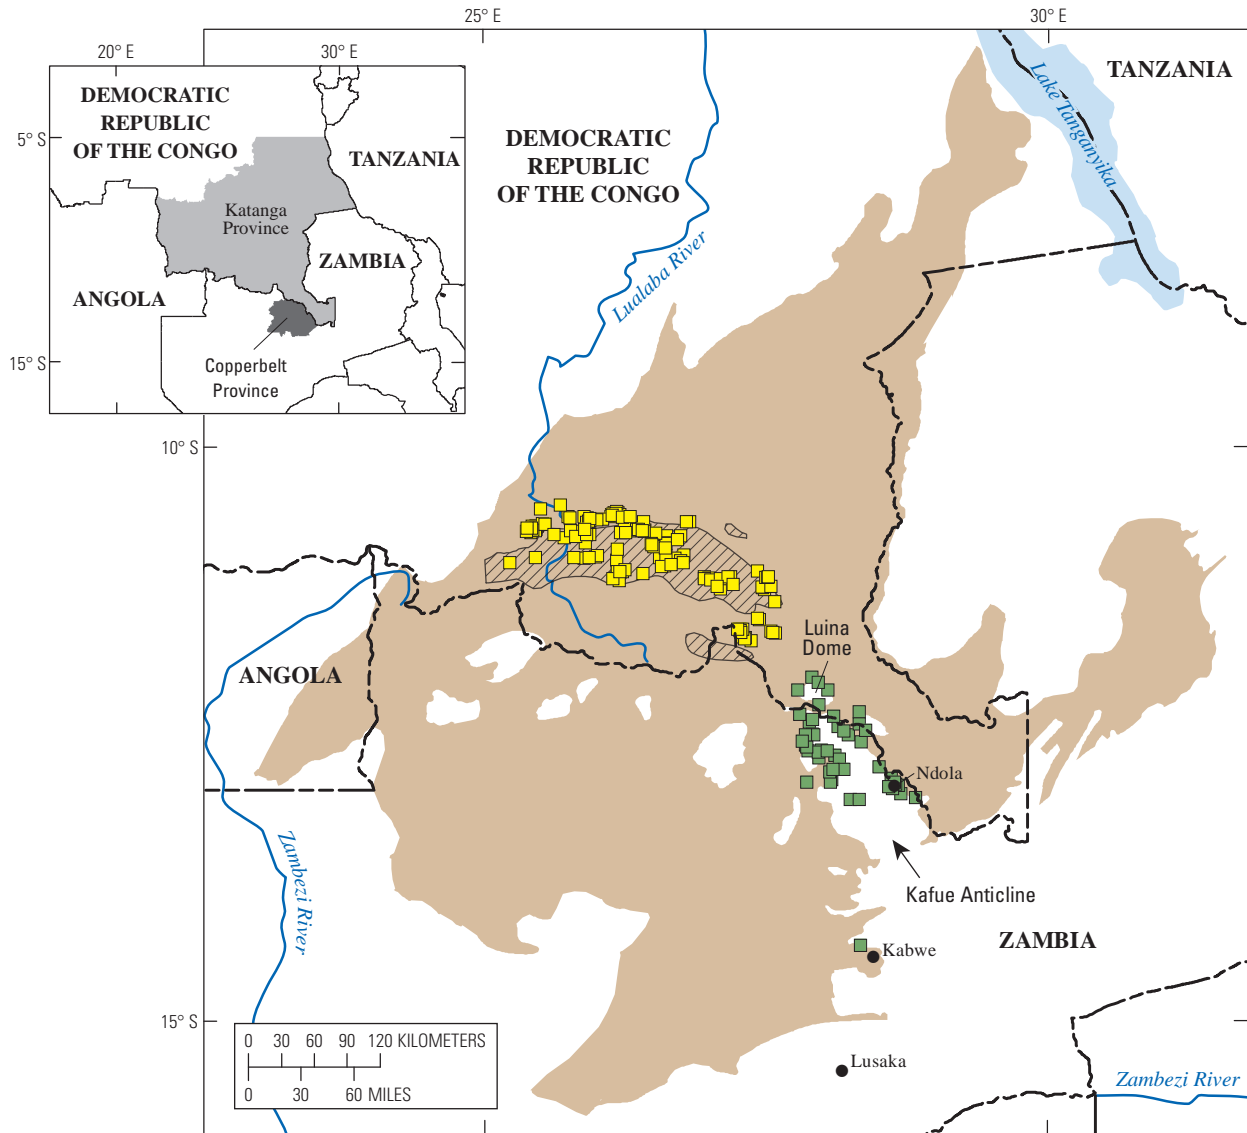 25° E
30° E
20° E
30° E
DEMOCRATIC
REPUBLIC
OF THE CONGO
5° S
TANZANIA
Katanga
Province
ZAMBIA
ANGOLA
Copperbelt
Province
15° S
TANZANIA
Lake Tanganyika
DEMOCRATIC
REPUBLIC
OF THE CONGO
Lualaba River
10° S
Luina
Dome
ANGOLA
Ndola
Zambezi River
Kafue Anticline
ZAMBIA
Kabwe
15° S
0 30 60 90 120 KILOMETERS
0 30 60 MILES
Lusaka
Zambezi River